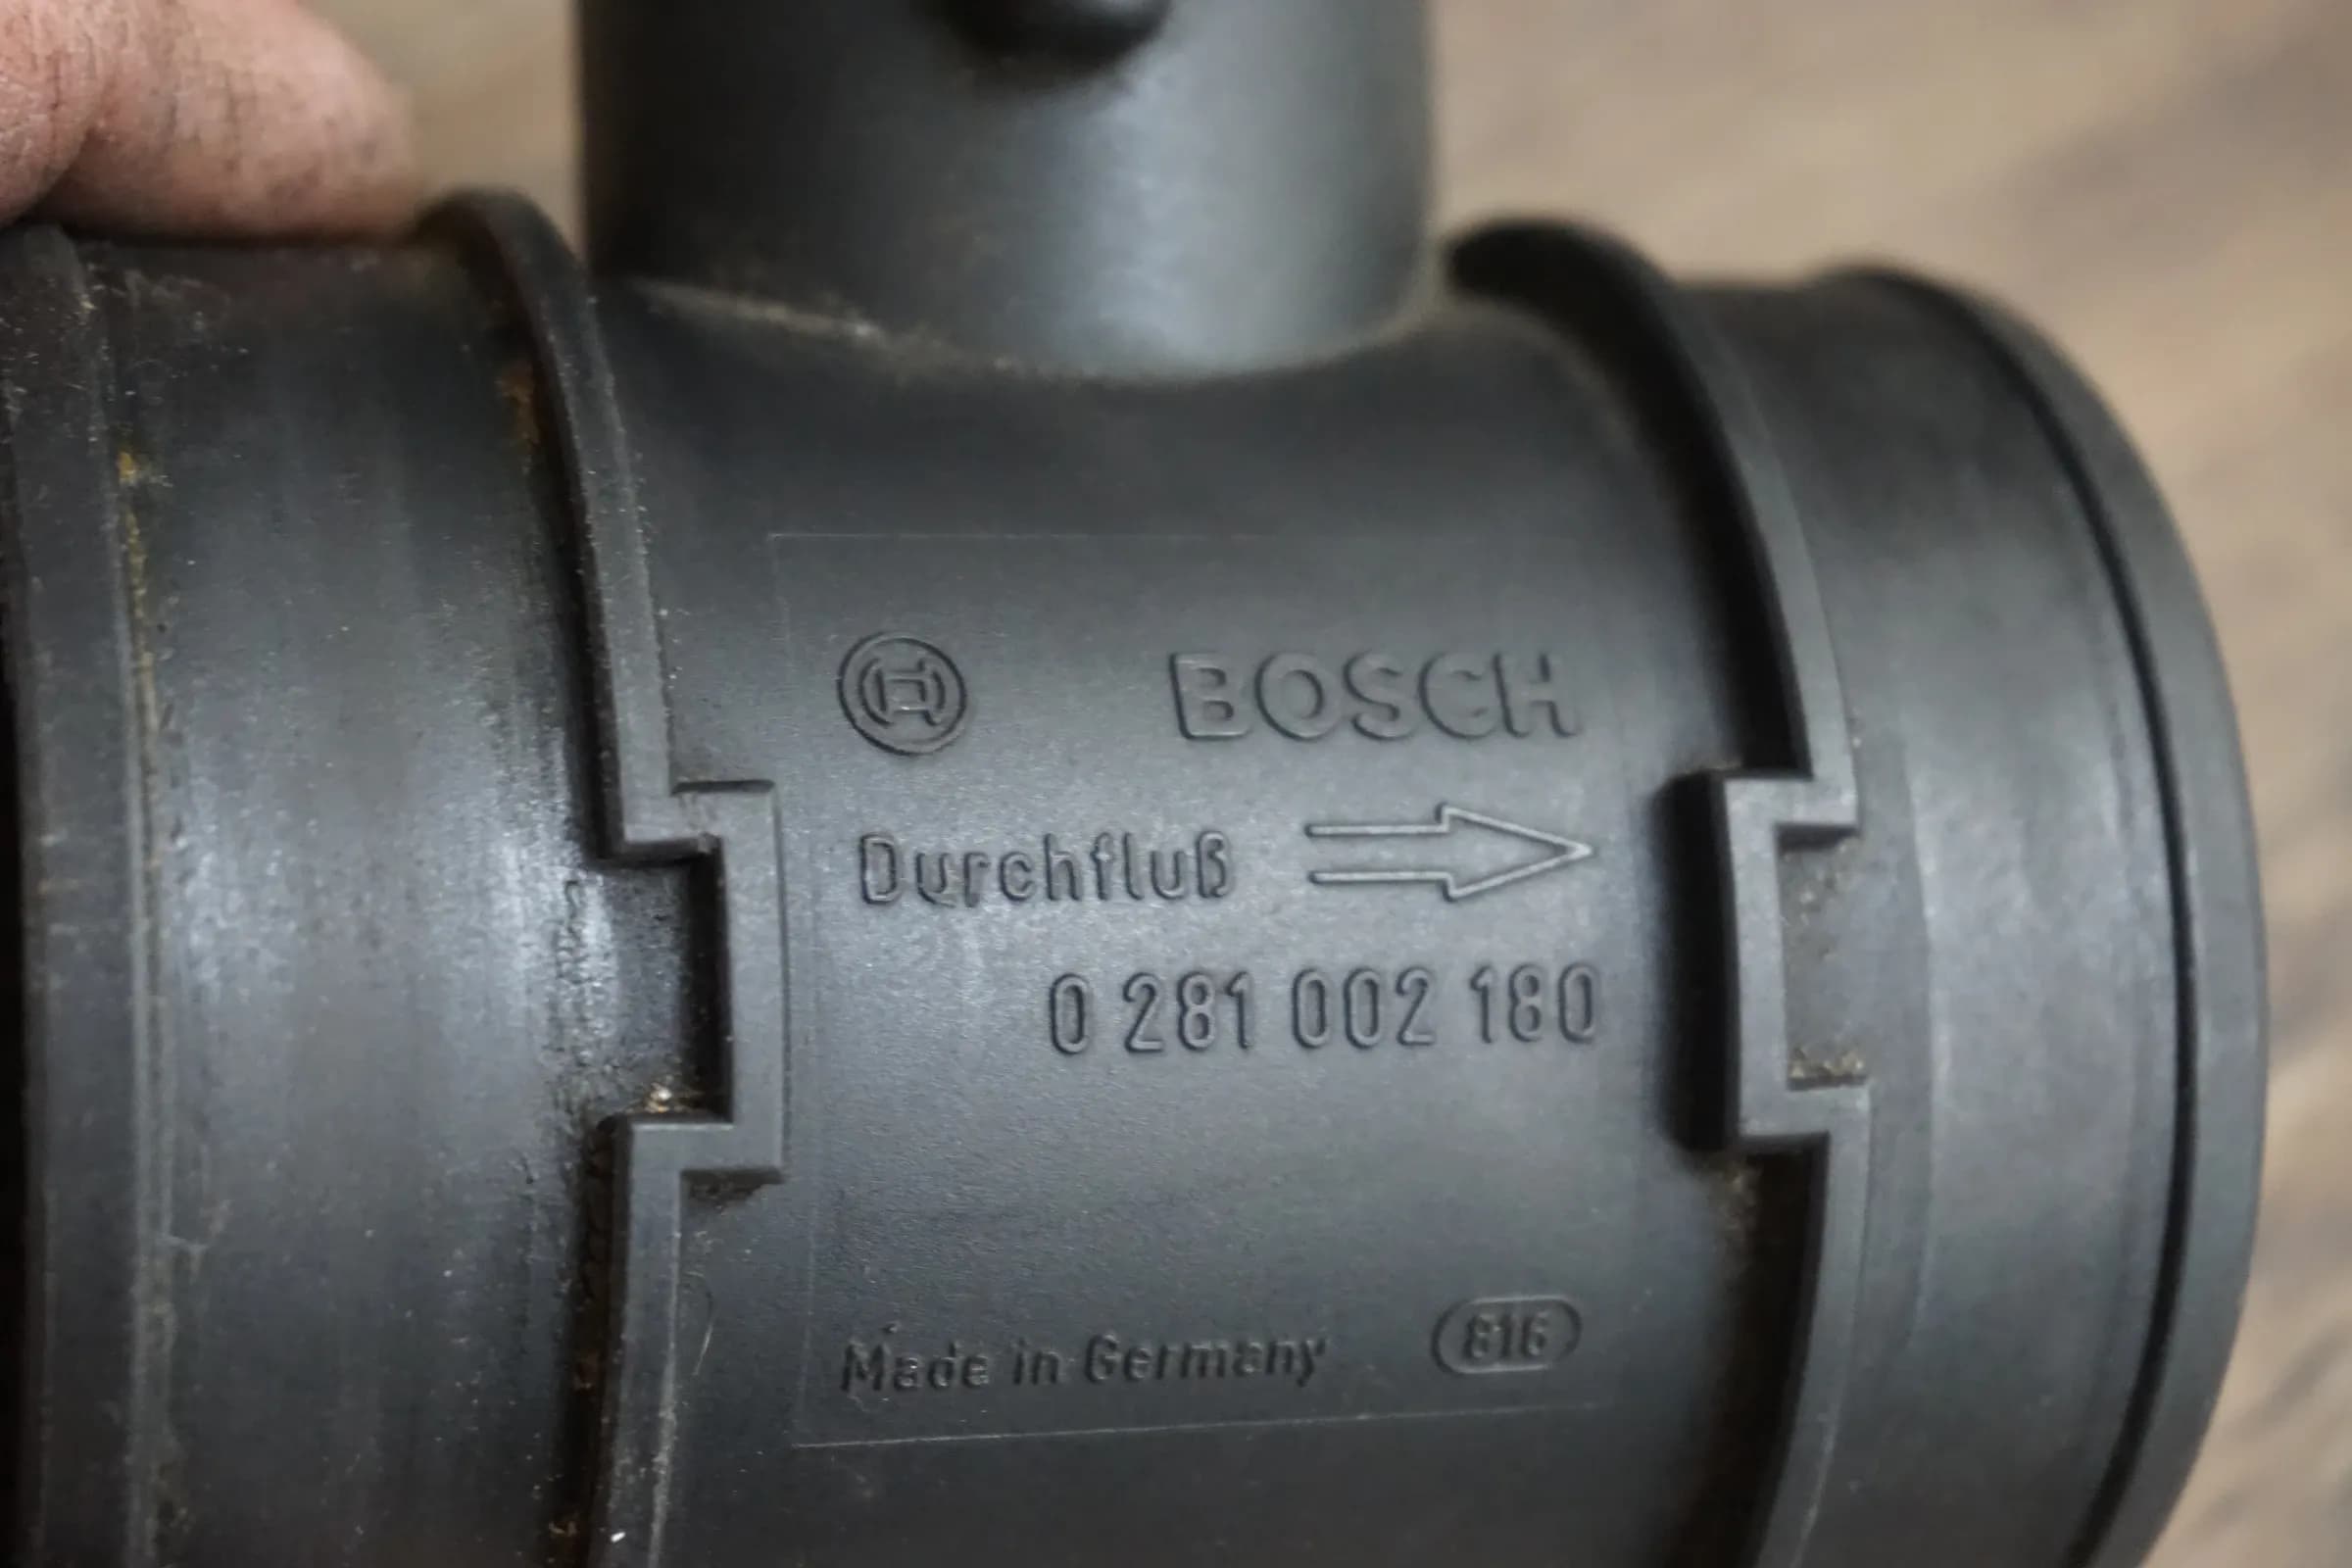 BOSCH
Durchfluß
0 281 002 180
Made in Germany 816